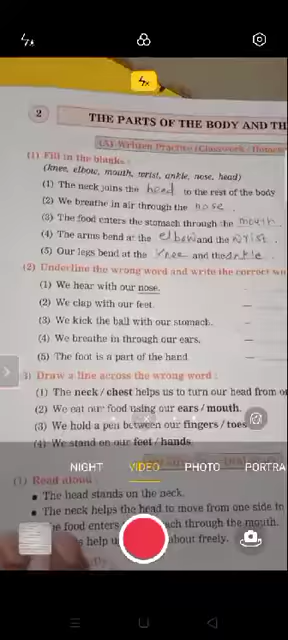 2
THE PARTS OF THE BODY AND TH
(A) Written Practice (Classwork / Homew
(1) Fill in the blanks :
(knee, elbow, mouth, wrist, ankle, nose, head)
(1) The neck joins the head to the rest of the body
(2) We breathe in air through the nose.
(3) The food enters the stomach through the mouth.
(4) The arms bend at the elbow and the wrist.
(5) Our legs bend at the knee and the ankle.
(2) Underline the wrong word and write the correct wo
(1) We hear with our nose.
(2) We clap with our feet.
(3) We kick the ball with our stomach.
(4) We breathe in through our ears.
(5) The foot is a part of the hand
) Draw a line across the wrong word :
(1) The neck / chest helps us to turn our head from o
(2) We eat our food using our ears / mouth.
(3) We hold a pen between our fingers / toes
(4) We stand on our feet / hands.
NIGHT VIDEO PHOTO PORTRA
(1) Read aloud :
The head stands on the neck.
The neck helps the head to move from one side to
e food enters ach through the mouth.
s help u about freely.